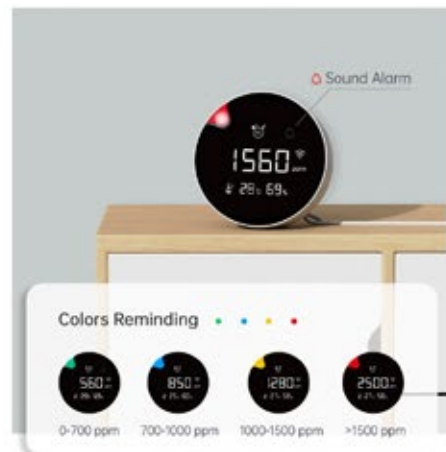 Sound Alarm
1560 ppm
28°c 69%
Colors Reminding
560
850
1280
2500
0-700 ppm
700-1000 ppm
1000-1500 ppm
>1500 ppm